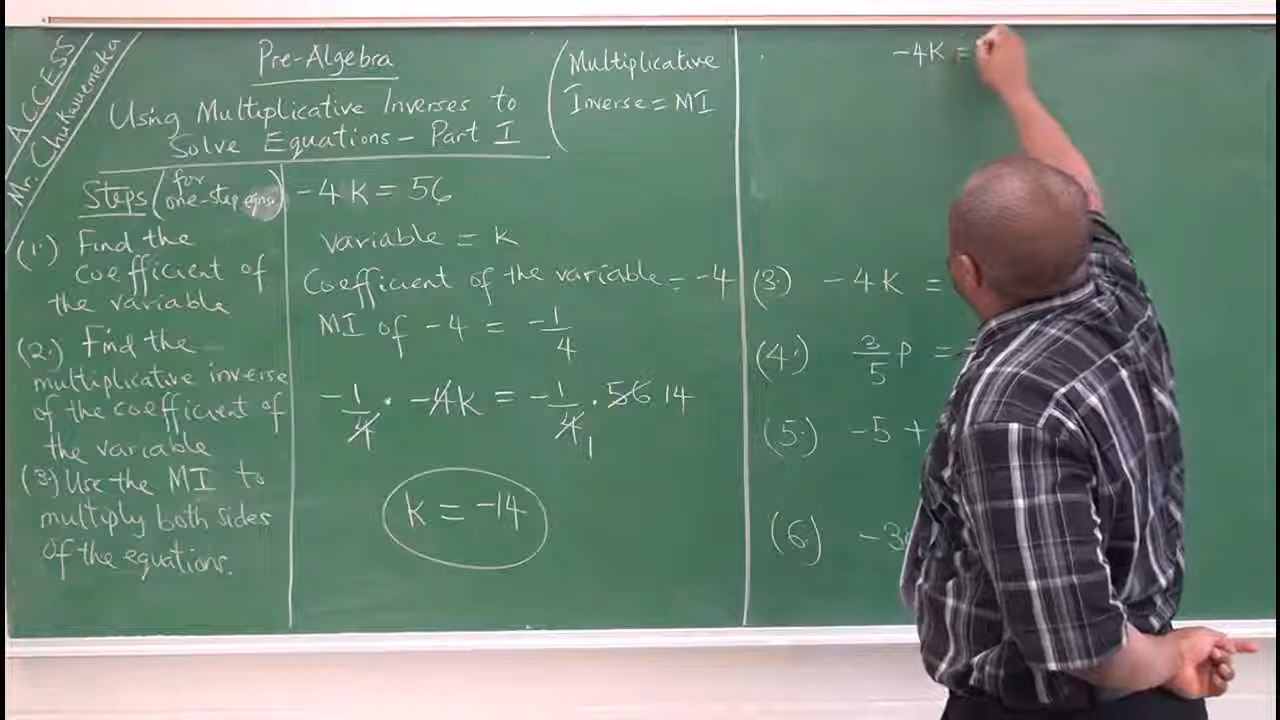 ACCESS
Mr. Chukwuemeka
Pre-Algebra
Using Multiplicative Inverses to
Solve Equations - Part I
(Multiplicative
Inverse = MI
Steps (for
one-step eqns.)
(1.) Find the
coefficient of
the variable
(2.) Find the
multiplicative inverse
of the coefficient of
the variable
(3.) Use the MI to
multiply both sides
of the equations.
-4K = 56
variable = k
Coefficient of the variable = -4
MI of -4 = -1/4
-1/4 · -4k = -1/4 · 56 14
1
k = -14
-4K =
(3.) -4K =
(4.) 3/5 P =
(5.) -5 +
(6) -3